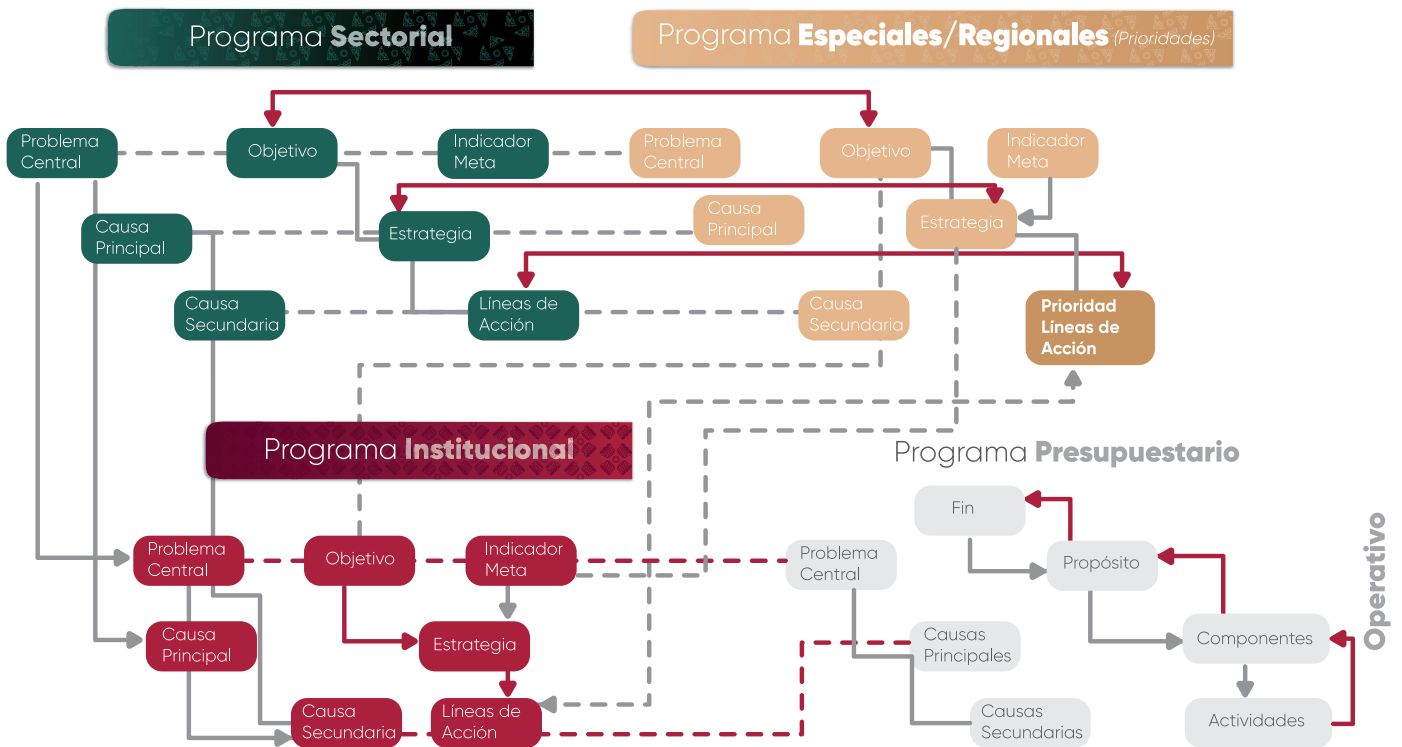 Programa Sectorial
Programa Especiales/Regionales (Prioridades)
Problema
Central
Objetivo
Indicador
Meta
Problema
Central
Objetivo
Indicador
Meta
Causa
Principal
Estrategia
Causa
Principal
Estrategia
Causa
Secundaria
Líneas de
Acción
Causa
Secundaria
Prioridad
Líneas de
Acción
Programa Institucional
Programa Presupuestario
Problema
Central
Objetivo
Indicador
Meta
Problema
Central
Fin
Propósito
Causa
Principal
Estrategia
Causas
Principales
Componentes
Causa
Secundaria
Líneas de
Acción
Causas
Secundarias
Actividades
Operativo